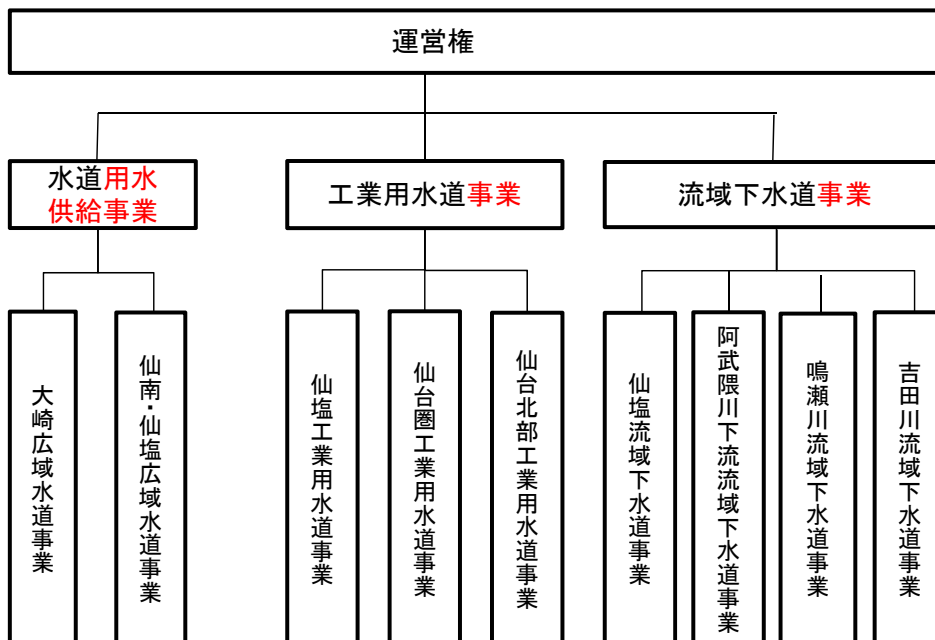 運営権
水道用水
供給事業
工業用水道事業
流域下水道事業
大崎広域水道事業
仙南・仙塩広域水道事業
仙塩工業用水道事業
仙台圏工業用水道事業
仙台北部工業用水道事業
仙塩流域下水道事業
阿武隈川下流流域下水道事業
鳴瀬川流域下水道事業
吉田川流域下水道事業